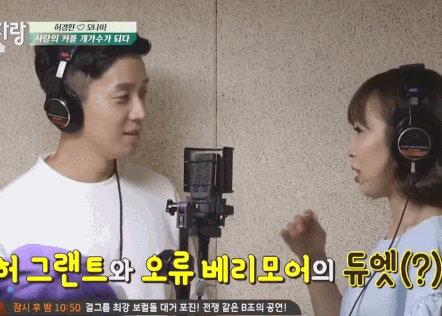 자랑
허경환 ♡ 오나미
사랑의 커플 개가수가 되다
허 그랜트와 오류 베리모어의 듀엣(?)
잠시 후 밤 10:50 걸그룹 최강 보컬들 대거 포진! 전쟁 같은 B조의 공연!